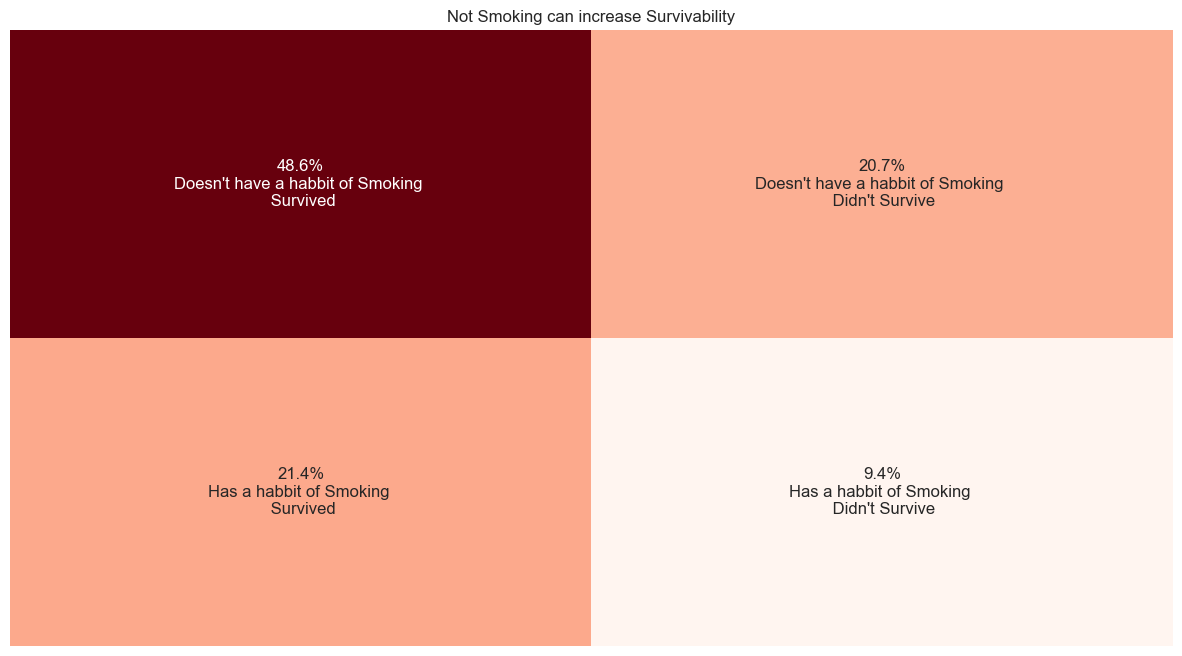 Not Smoking can increase Survivability
48.6%
Doesn't have a habbit of Smoking
Survived
20.7%
Doesn't have a habbit of Smoking
Didn't Survive
21.4%
Has a habbit of Smoking
Survived
9.4%
Has a habbit of Smoking
Didn't Survive